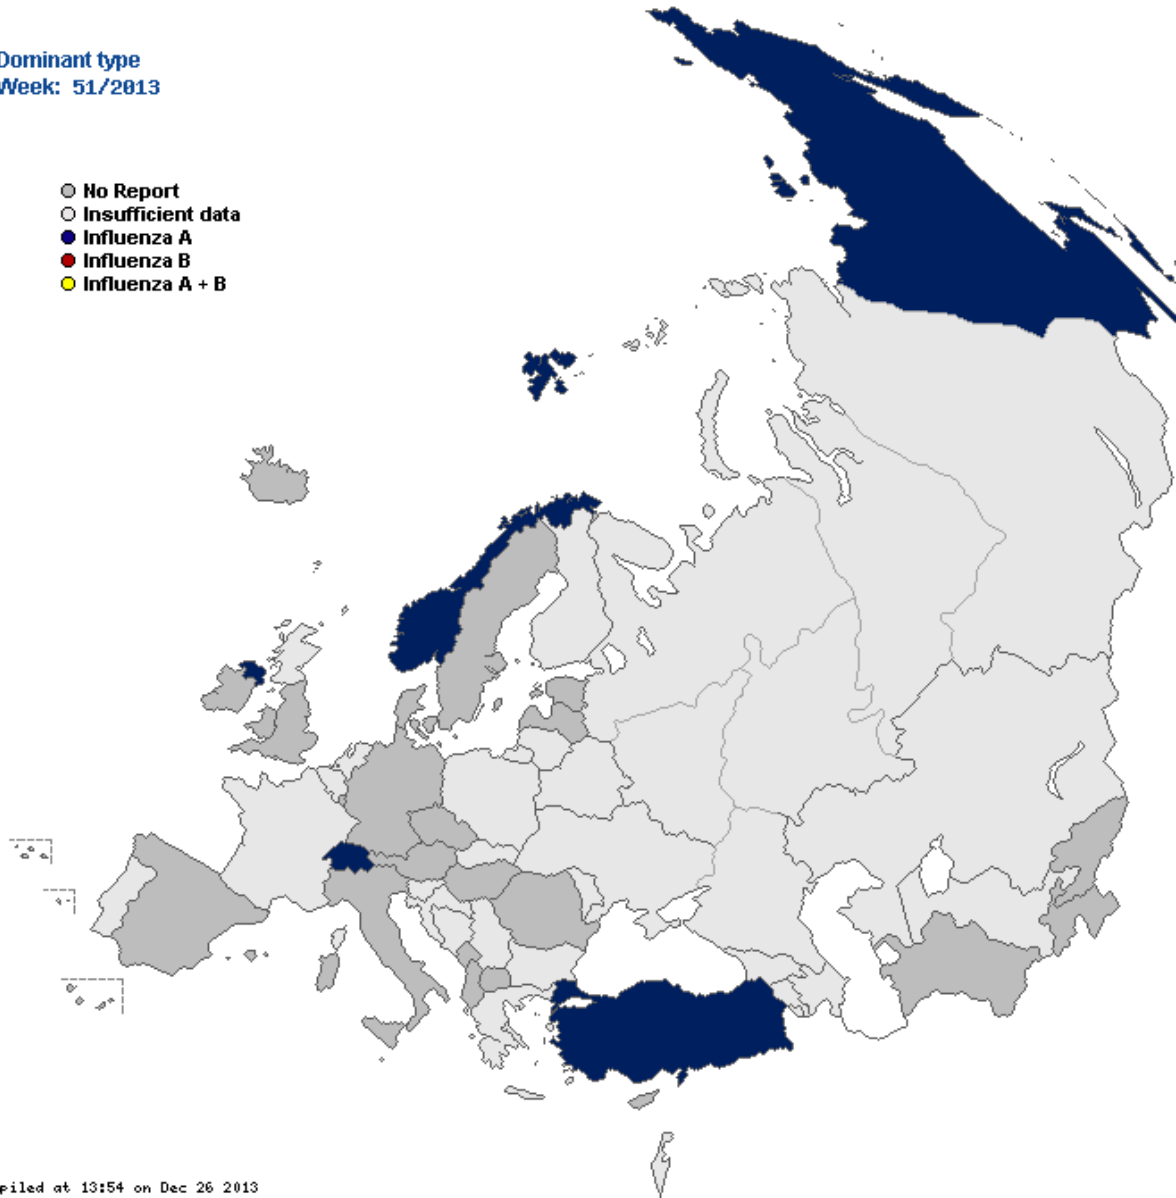 Dominant type
Week: 51/2013
No Report
Insufficient data
Influenza A
Influenza B
Influenza A + B
piled at 13:54 on Dec 26 2013